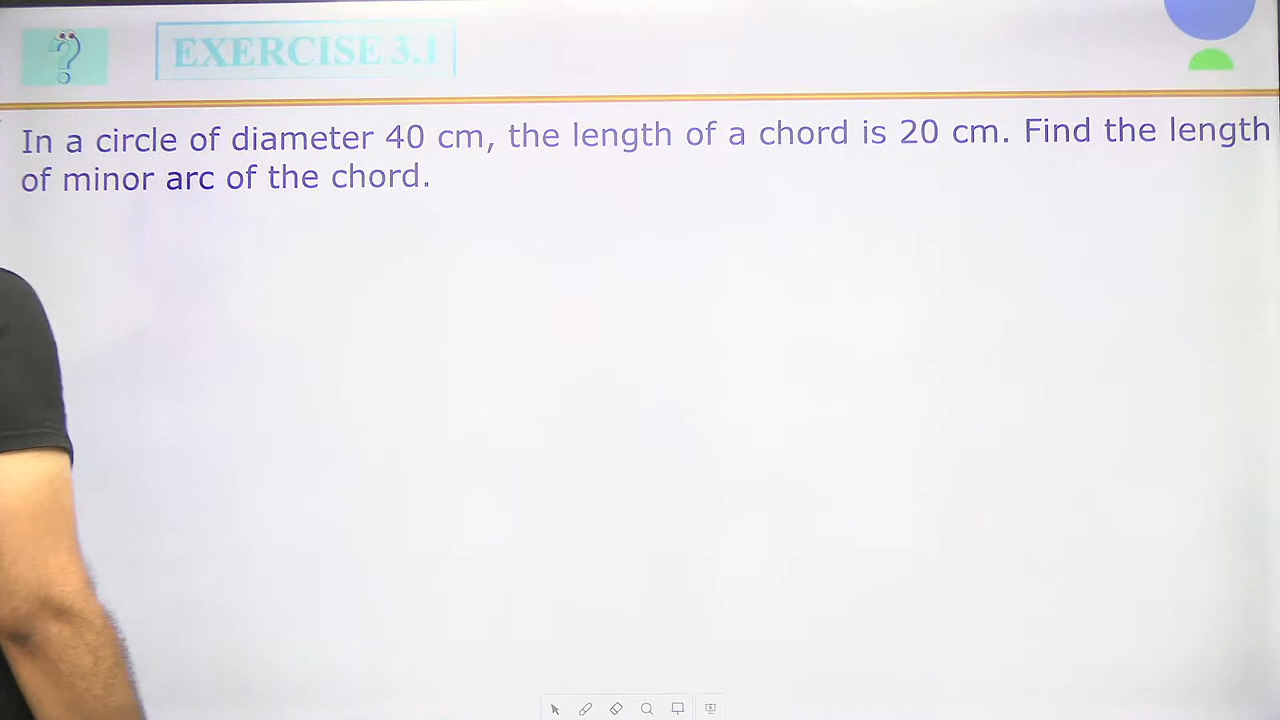 EXERCISE 3.1
In a circle of diameter 40 cm, the length of a chord is 20 cm. Find the length
of minor arc of the chord.